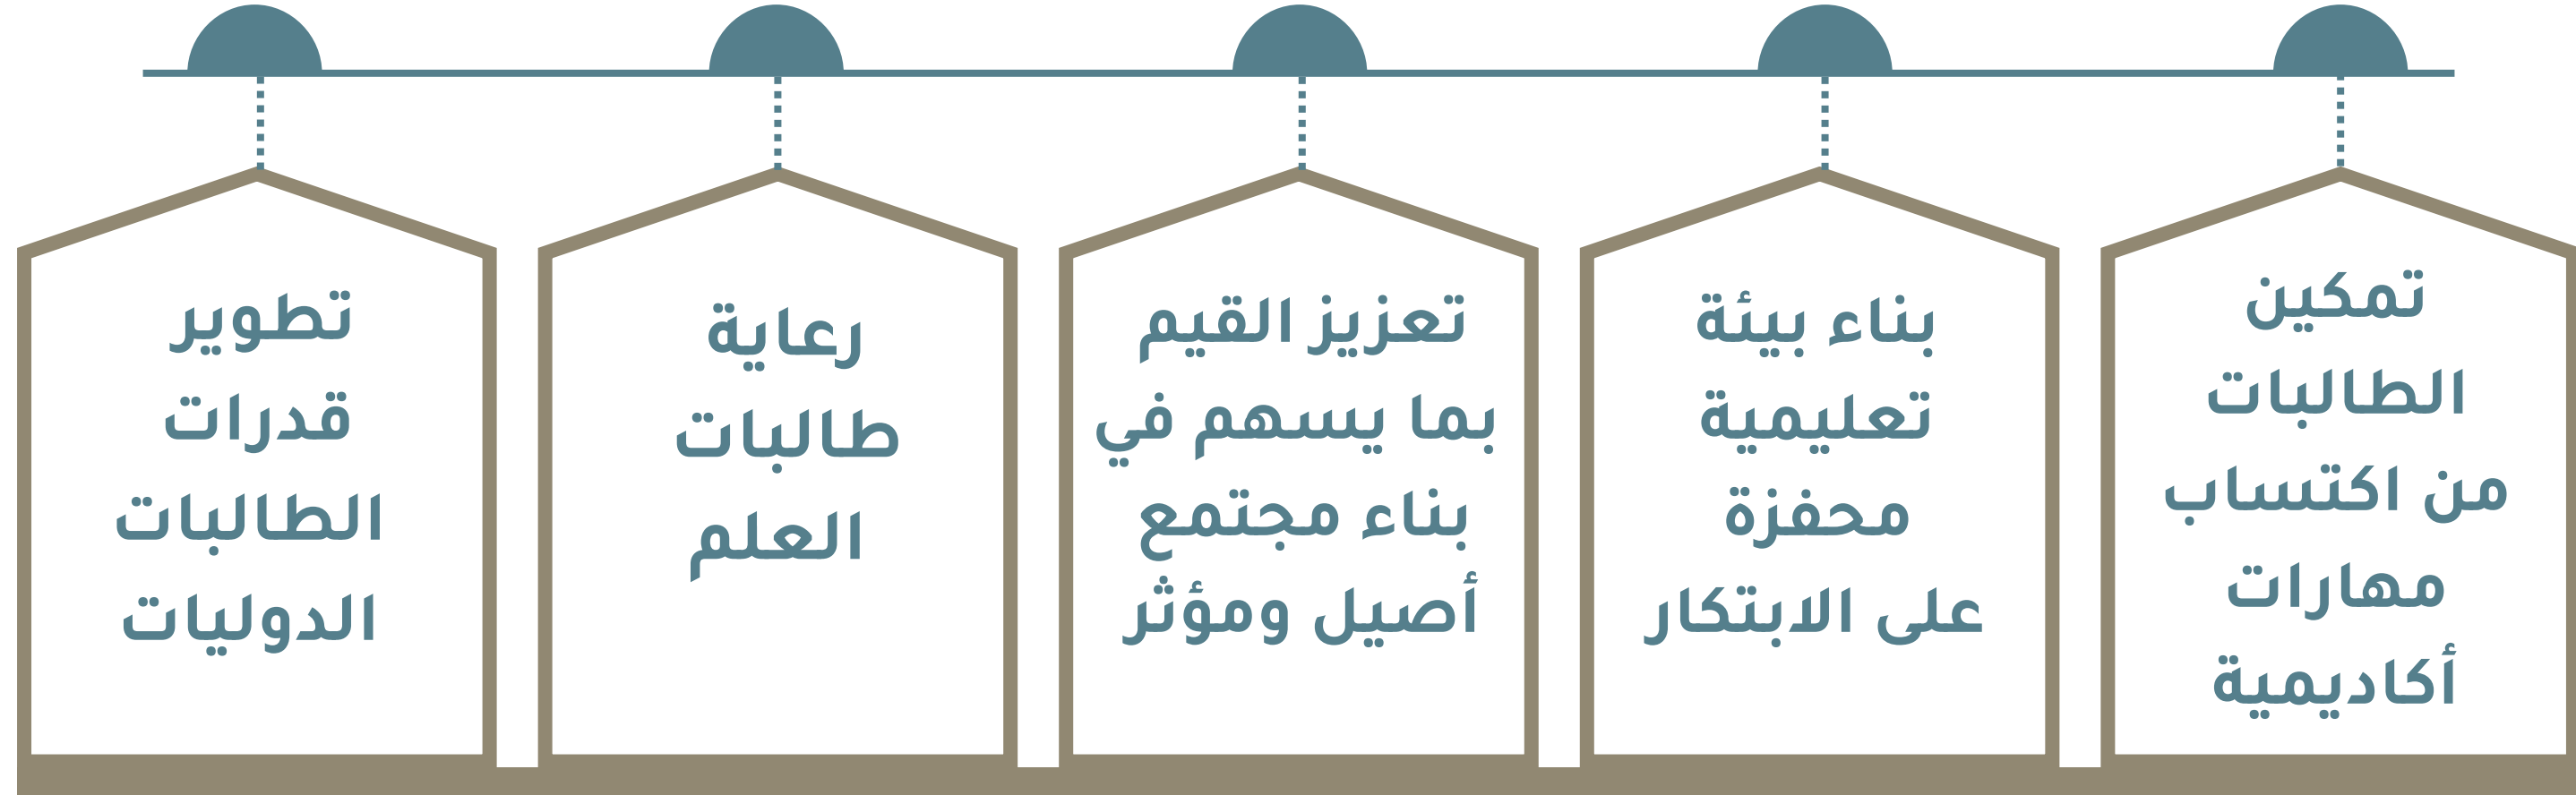 تمكين
الطالبات
من اكتساب
مهارات
أكاديمية
بناء بيئة
تعليمية
محفزة
على الابتكار
تعزيز القيم
بما يسهم في
بناء مجتمع
أصيل ومؤثر
رعاية
طالبات
العلم
تطوير
قدرات
الطالبات
الدوليات